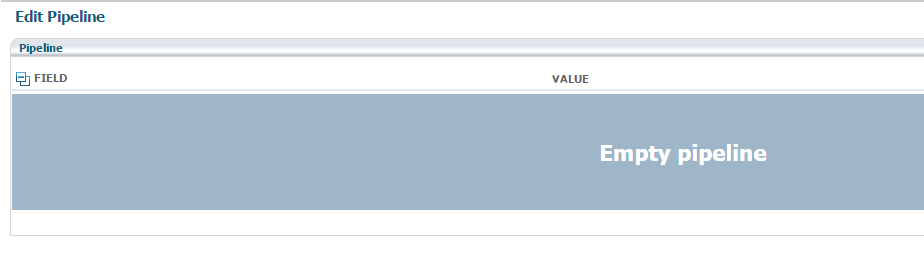 Edit Pipeline
Pipeline
FIELD VALUE
Empty pipeline